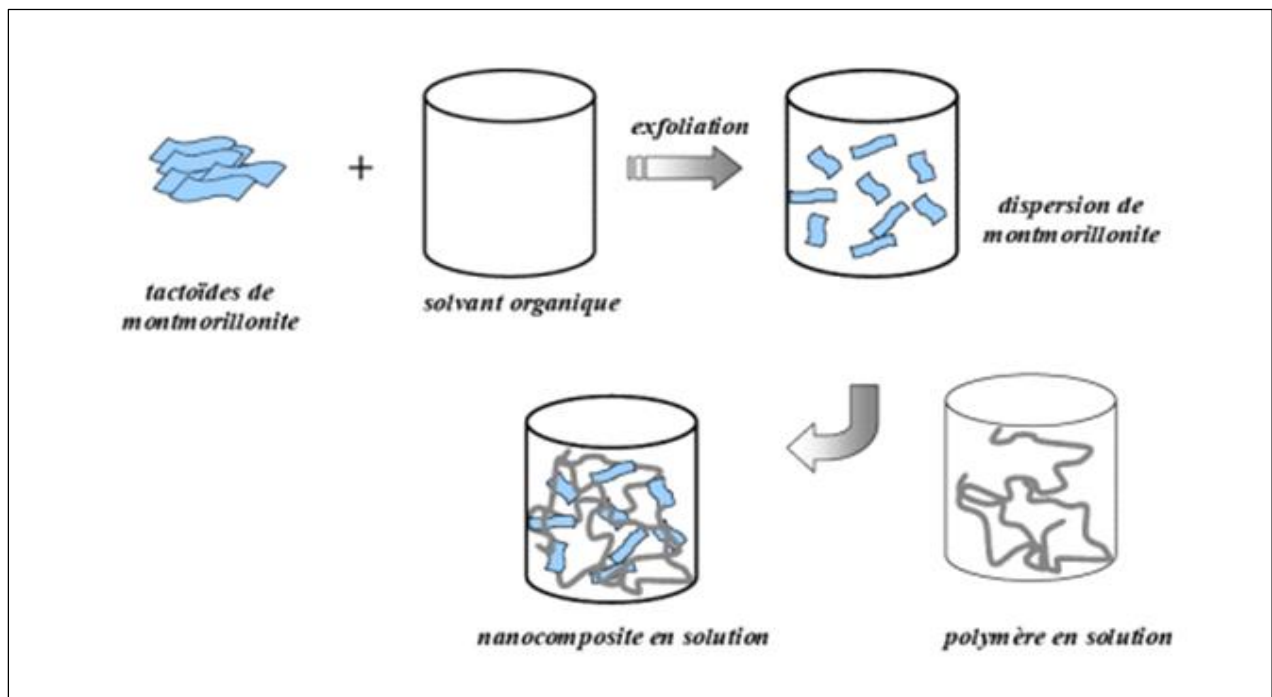 tactoïdes de
montmorillonite
+
solvant organique
exfoliation
dispersion de
montmorillonite
nanocomposite en solution
polymère en solution